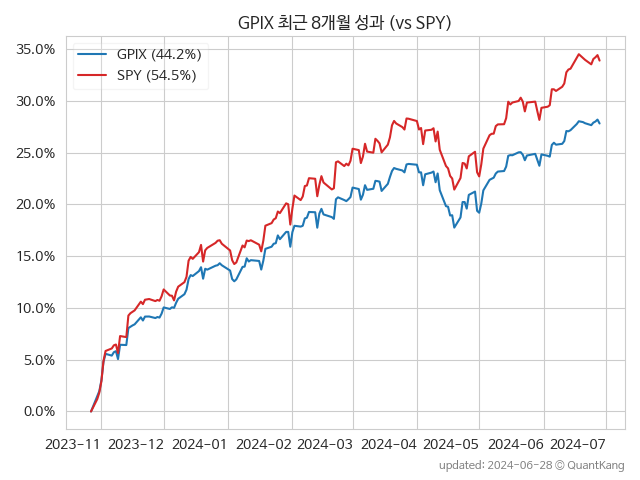 GPIX 최근 8개월 성과 (vs SPY)
GPIX (44.2%)
SPY (54.5%)
35.0%
30.0%
25.0%
20.0%
15.0%
10.0%
5.0%
0.0%
2023-11 2023-12 2024-01 2024-02 2024-03 2024-04 2024-05 2024-06 2024-07
updated: 2024-06-28 © QuantKang